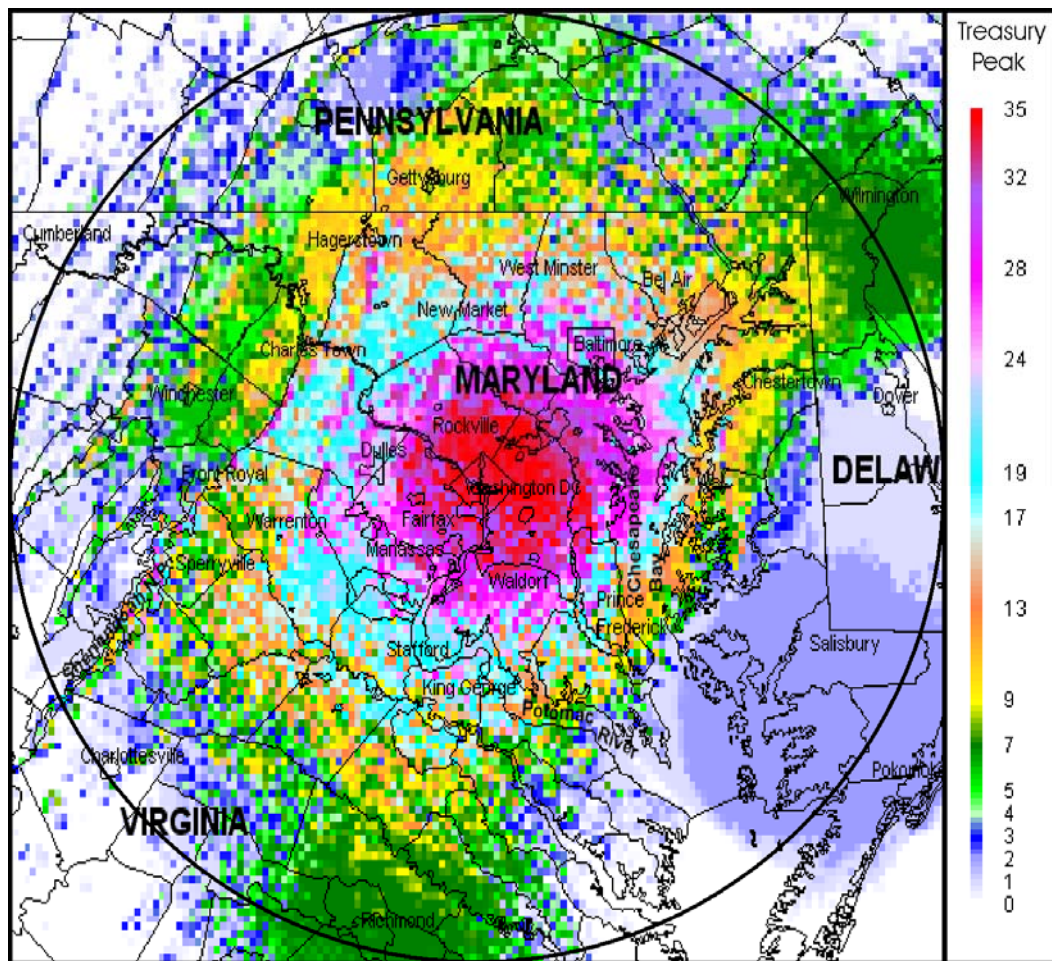 Treasury
Peak
35
32
28
24
19
17
13
9
7
5
4
3
2
1
0
PENNSYLVANIA
Gettysburg
Wilmington
Cumberland
Hagerstown
West Minster
Bel Air
New Market
Baltimore
Charles Town
MARYLAND
Winchester
Chestertown
Dover
Rockville
Dulles
DELAW
Front Royal
Washington DC
Fairfax
Warrenton
Chesapeake
Bay
Manassas
Sperryville
Waldorf
Prince
Frederick
Stafford
Salisbury
King George
Potomac
River
Charlottesville
Pokomok
VIRGINIA
Richmond